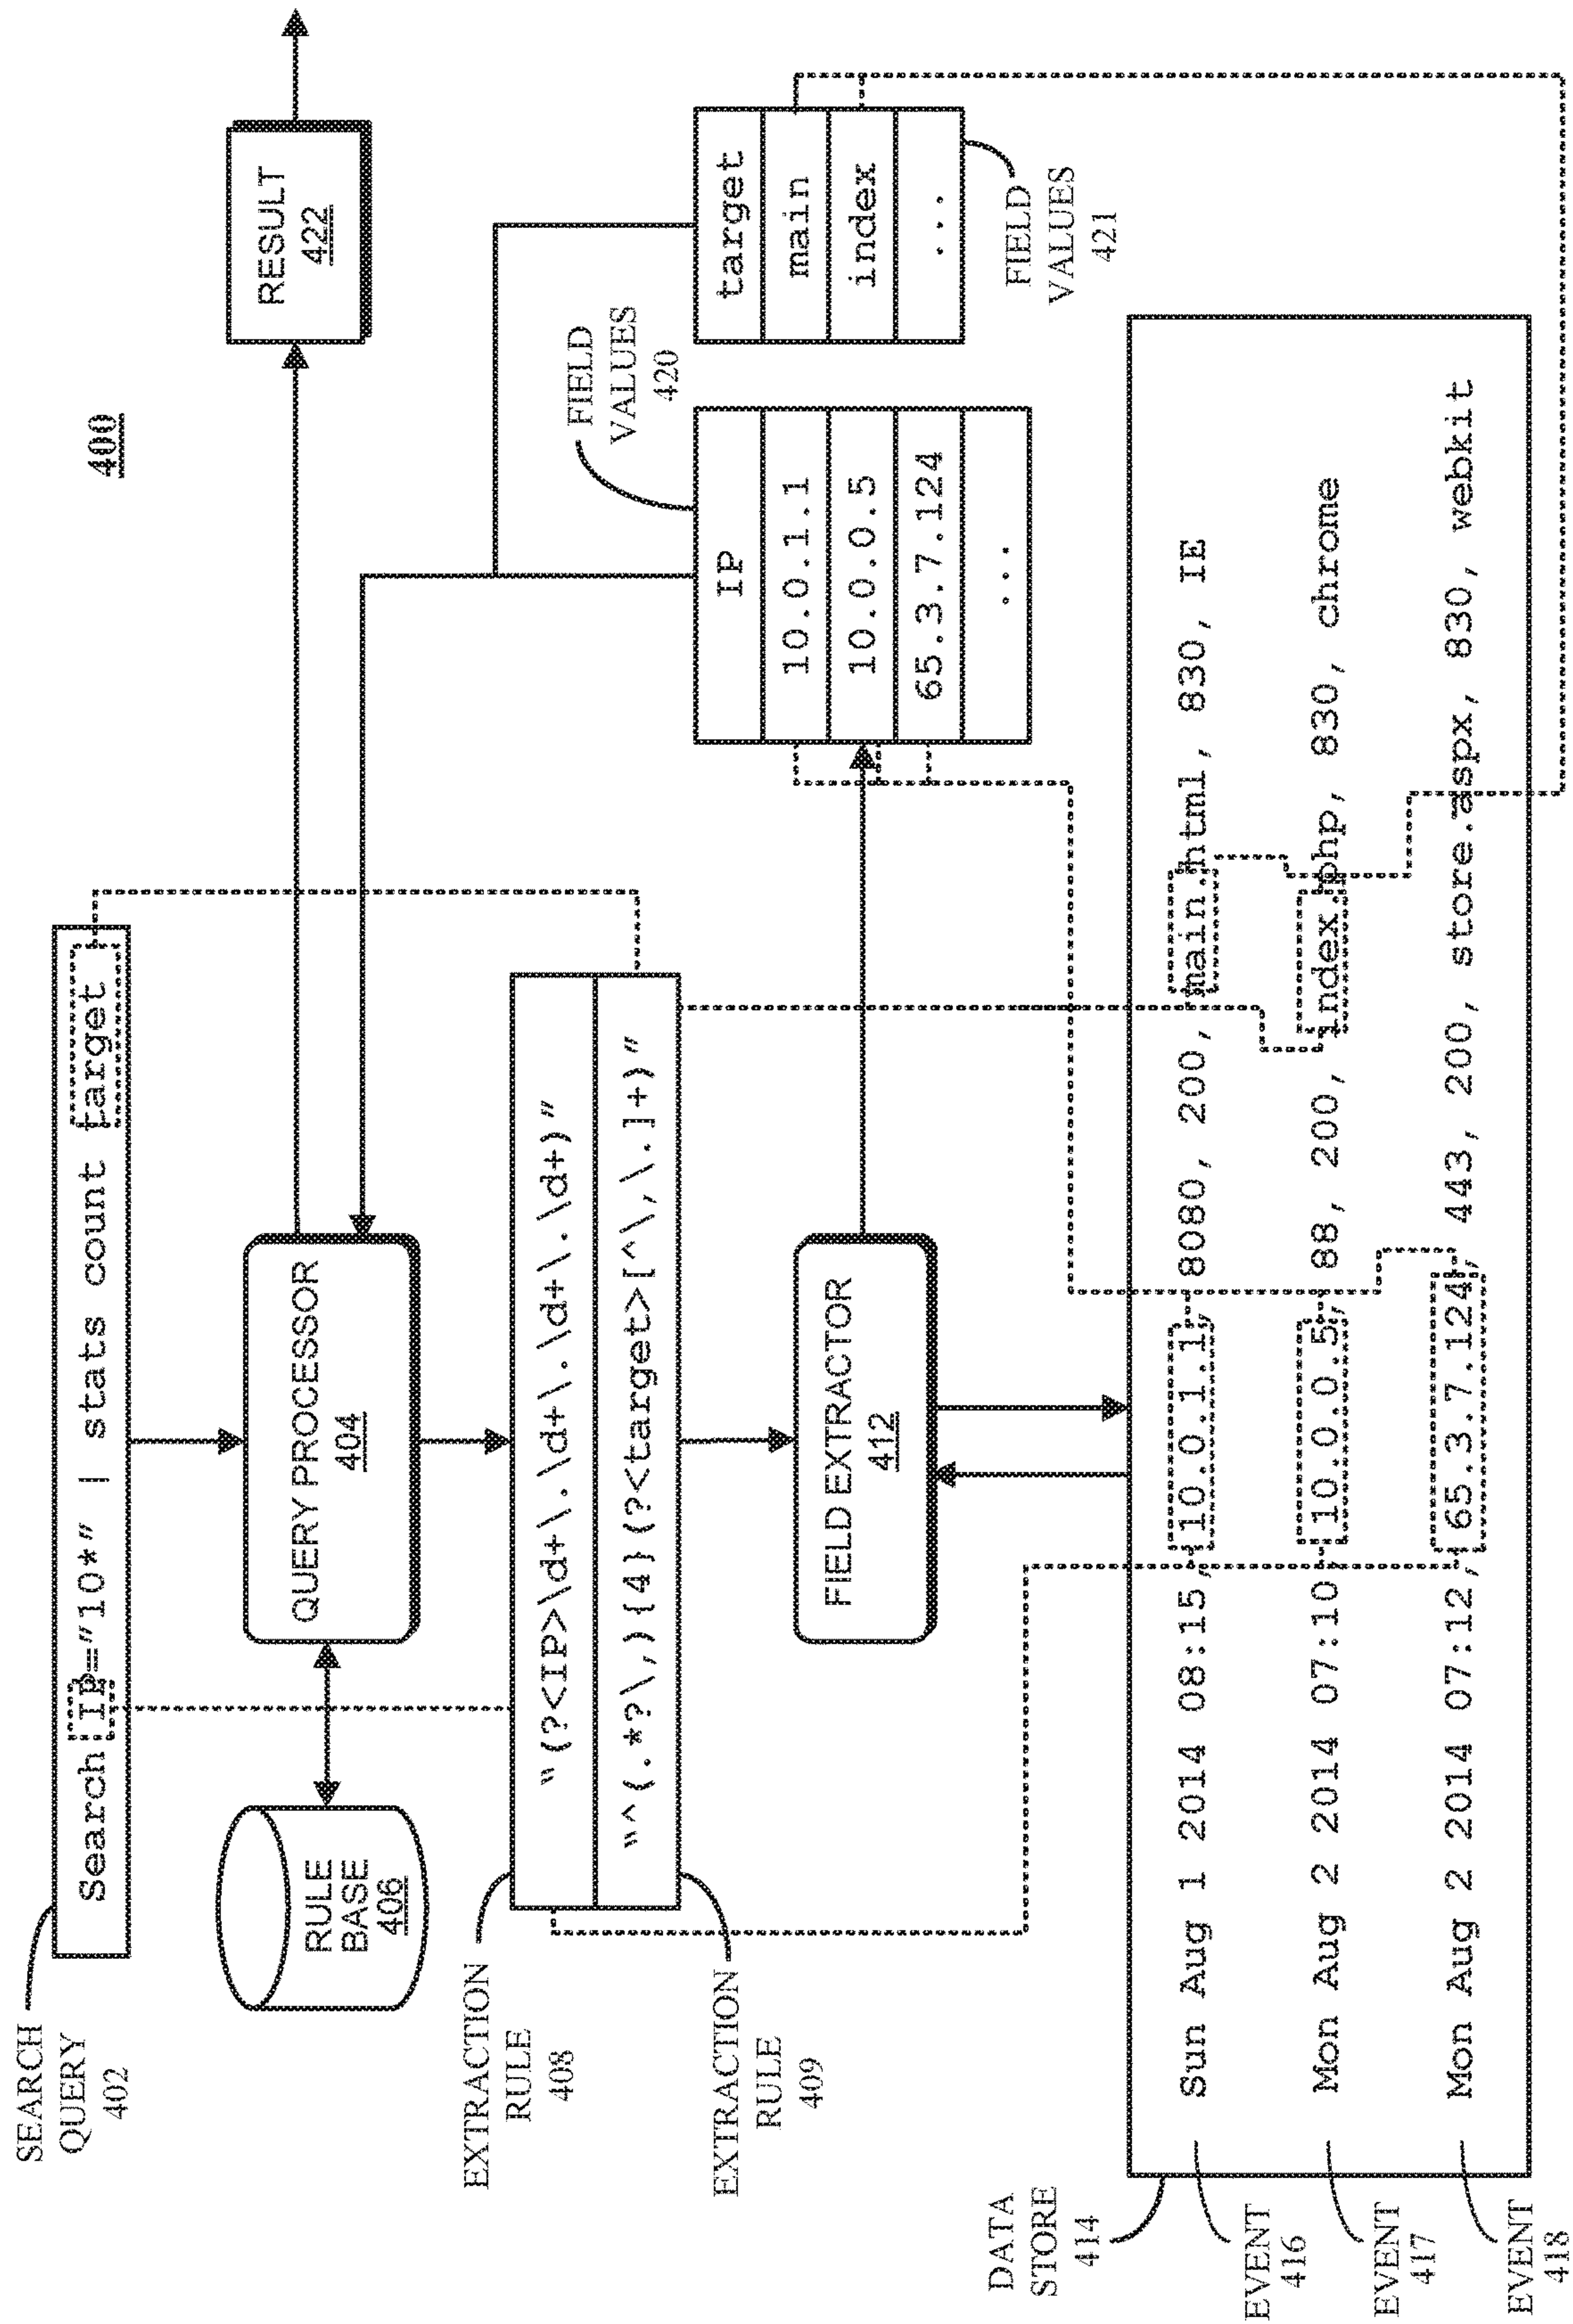 400
SEARCH
QUERY
402
Search IP="10*" | stats count target
RULE
BASE
406
QUERY PROCESSOR
404
RESULT
422
EXTRACTION
RULE
408
"(?<IP>\d+\.\d+\.\d+\.\d+)"
"^(.*?\,){4}(?<target>[^\,\.]+)"
EXTRACTION
RULE
409
FIELD EXTRACTOR
412
FIELD
VALUES
420
IP
10.0.1.1
10.0.0.5
65.3.7.124
...
target
main
index
...
FIELD
VALUES
421
DATA
STORE
414
EVENT
416
Sun Aug 1 2014 08:15, 10.0.1.1, 8080, 200, main.html, 830, IE
EVENT
417
Mon Aug 2 2014 07:10, 10.0.0.5, 88, 200, index.php, 830, chrome
EVENT
418
Mon Aug 2 2014 07:12, 65.3.7.124, 443, 200, store.aspx, 830, webkit